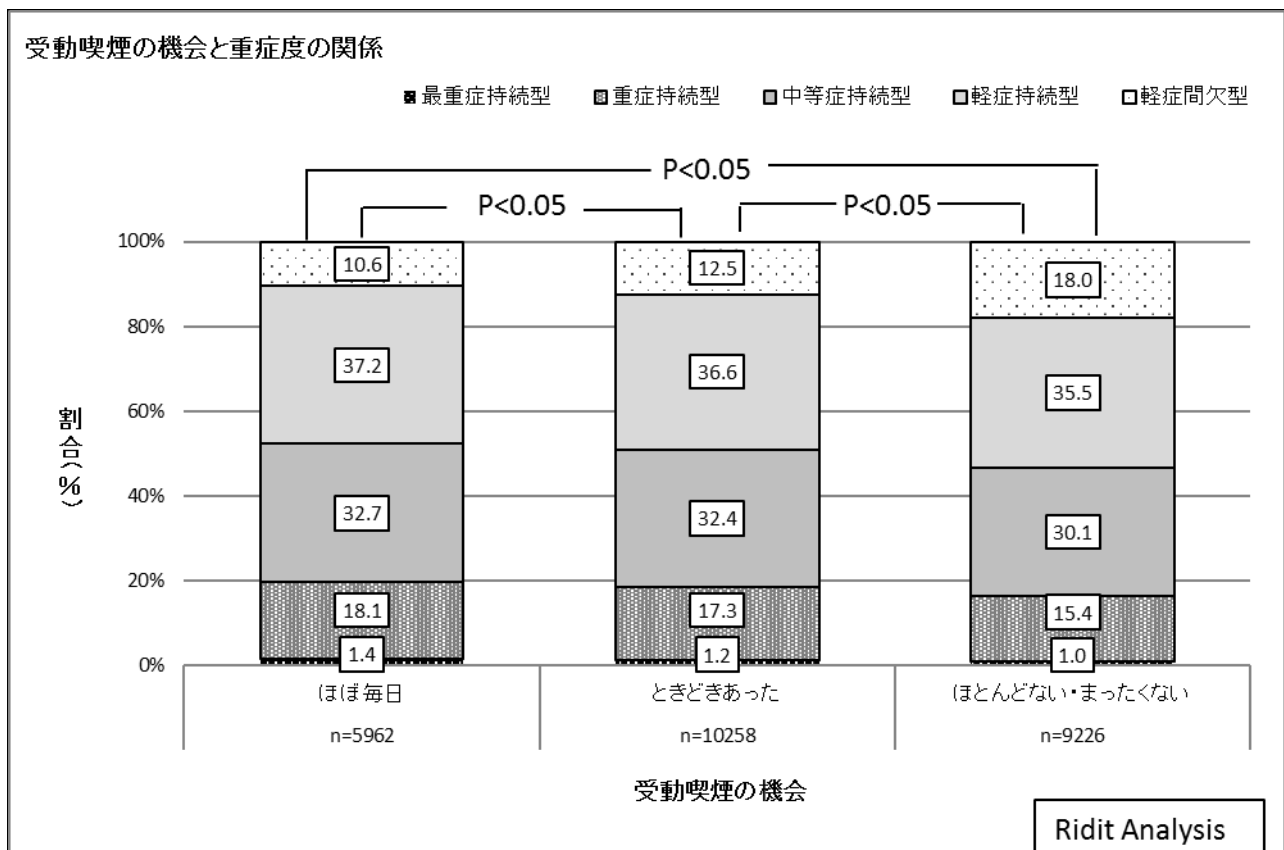 受動喫煙の機会と重症度の関係
最重症持続型 重症持続型 中等症持続型 軽症持続型 軽症間欠型
P<0.05
P<0.05 P<0.05
100%
80%
60%
40%
20%
0%
割合(%)
10.6 12.5 18.0
37.2 36.6 35.5
32.7 32.4 30.1
18.1 17.3 15.4
1.4 1.2 1.0
ほぼ毎日 ときどきあった ほとんどない・まったくない
n=5962 n=10258 n=9226
受動喫煙の機会
Ridit Analysis